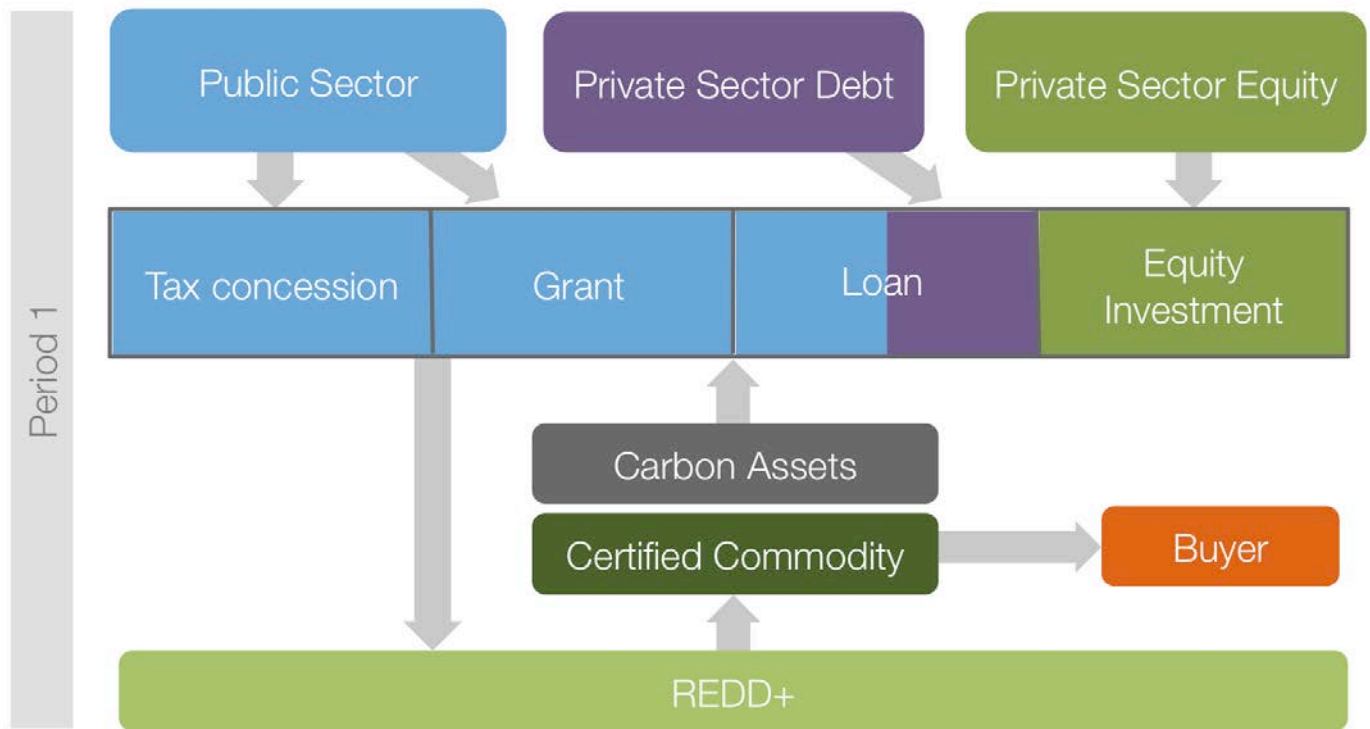 Period 1
Public Sector
Private Sector Debt
Private Sector Equity
Tax concession
Grant
Loan
Equity
Investment
Carbon Assets
Certified Commodity
Buyer
REDD+